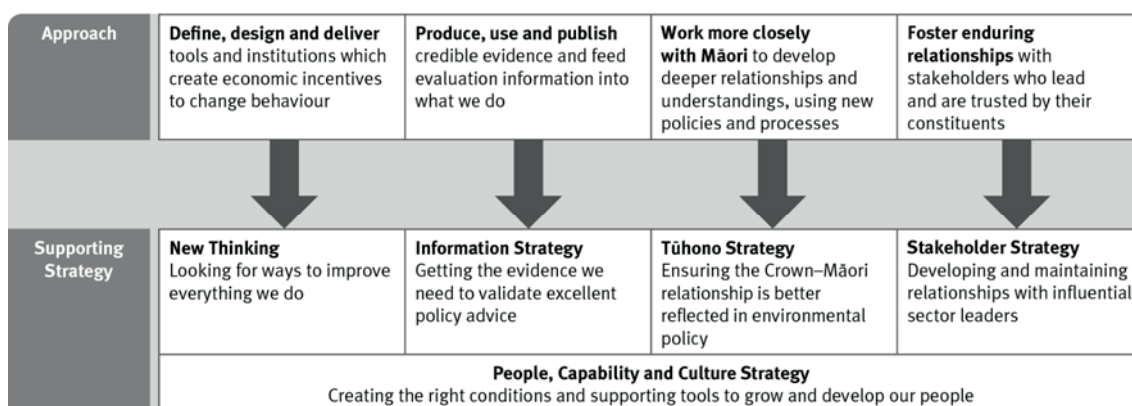 Approach
Define, design and deliver
tools and institutions which
create economic incentives
to change behaviour
Produce, use and publish
credible evidence and feed
evaluation information into
what we do
Work more closely
with Māori to develop
deeper relationships and
understandings, using new
policies and processes
Foster enduring
relationships with
stakeholders who lead
and are trusted by their
constituents
Supporting
Strategy
New Thinking
Looking for ways to improve
everything we do
Information Strategy
Getting the evidence we
need to validate excellent
policy advice
Tūhono Strategy
Ensuring the Crown–Māori
relationship is better
reflected in environmental
policy
Stakeholder Strategy
Developing and maintaining
relationships with influential
sector leaders
People, Capability and Culture Strategy
Creating the right conditions and supporting tools to grow and develop our people